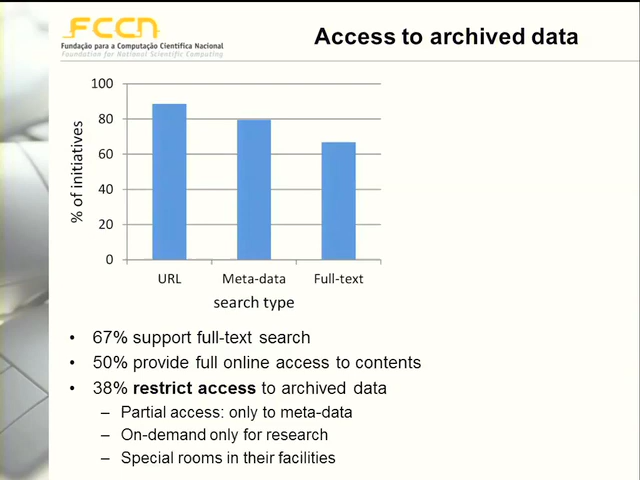 FCCN
Fundação para a Computação Científica Nacional
Foundation for National Scientific Computing
Access to archived data
100
80
60
40
20
0
% of initiatives
URL
Meta-data
Full-text
search type
• 67% support full-text search
• 50% provide full online access to contents
• 38% restrict access to archived data
– Partial access: only to meta-data
– On-demand only for research
– Special rooms in their facilities